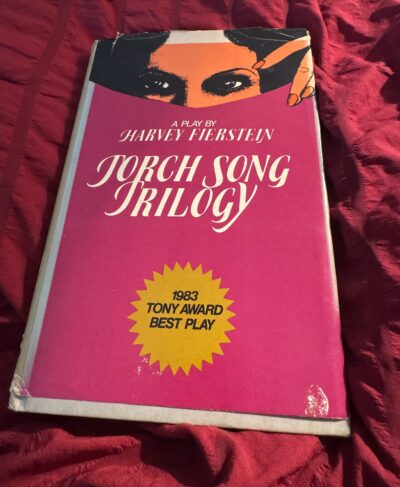 A PLAY BY
HARVEY FIERSTEIN
TORCH SONG
TRILOGY
1983
TONY AWARD
BEST PLAY